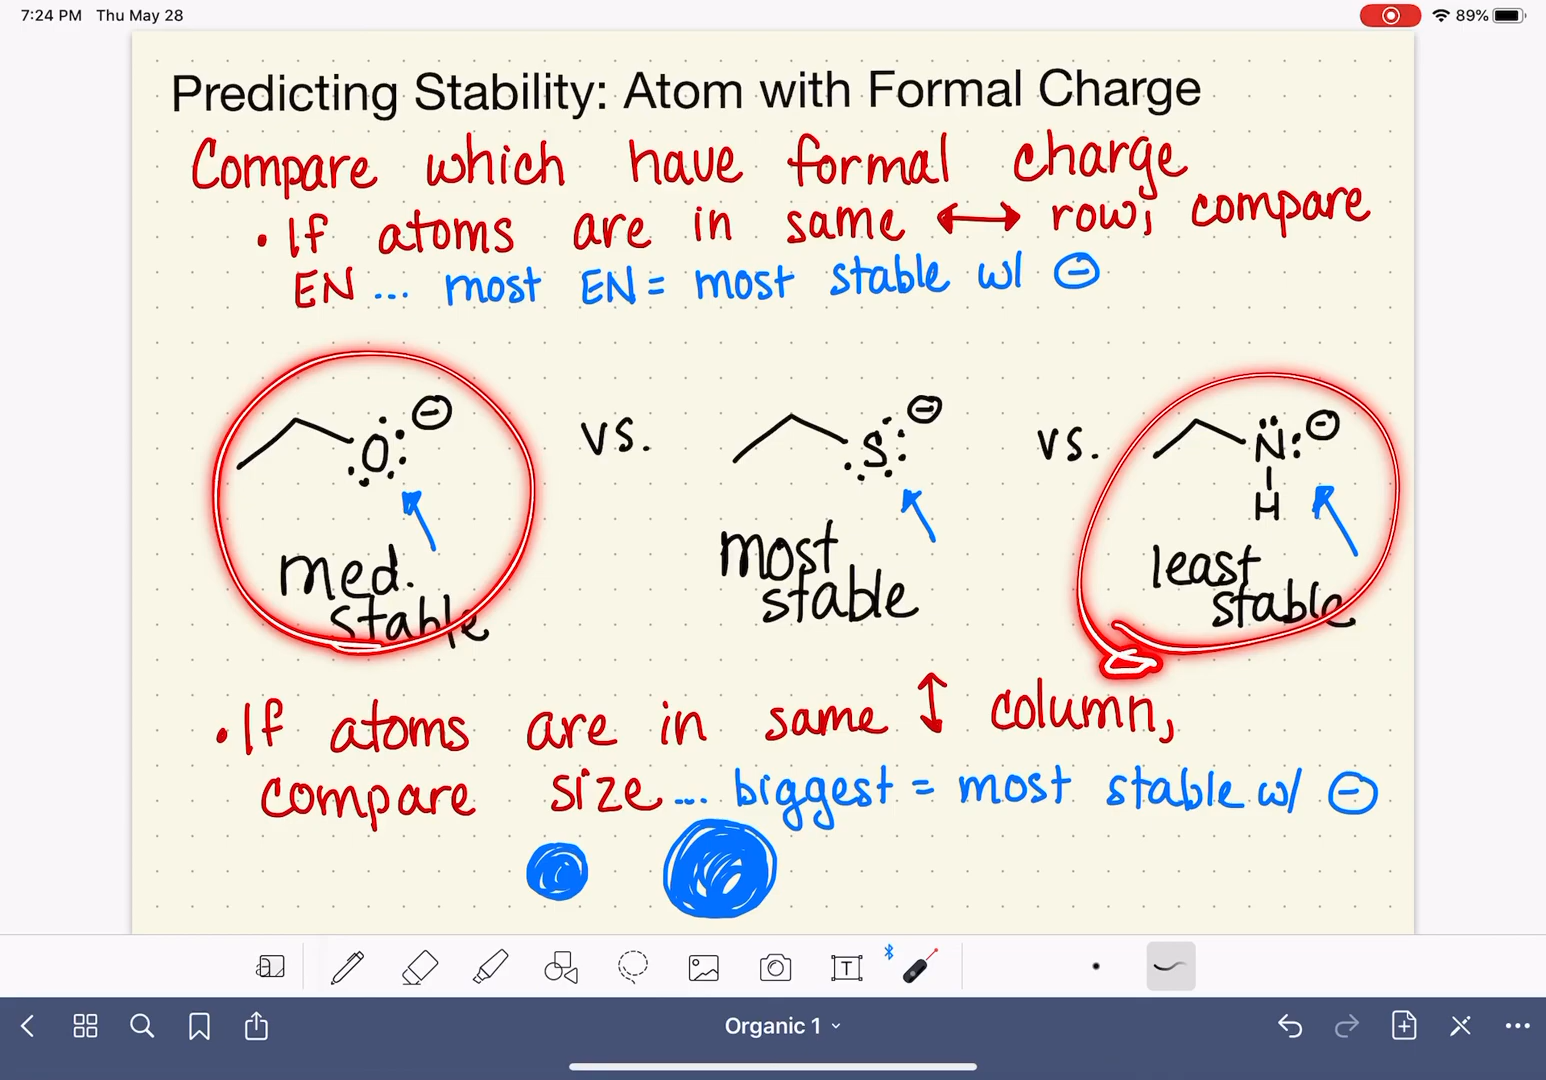 7:24 PM Thu May 28 89%
Predicting Stability: Atom with Formal Charge
Compare which have formal charge
• If atoms are in same ↔ row, compare
EN ... most EN = most stable w/ ⊖
O ⊖ vs. S ⊖ vs. N ⊖
H
med. stable
most stable
least stable
• If atoms are in same ↕ column,
compare size ... biggest = most stable w/ ⊖
T
Organic 1